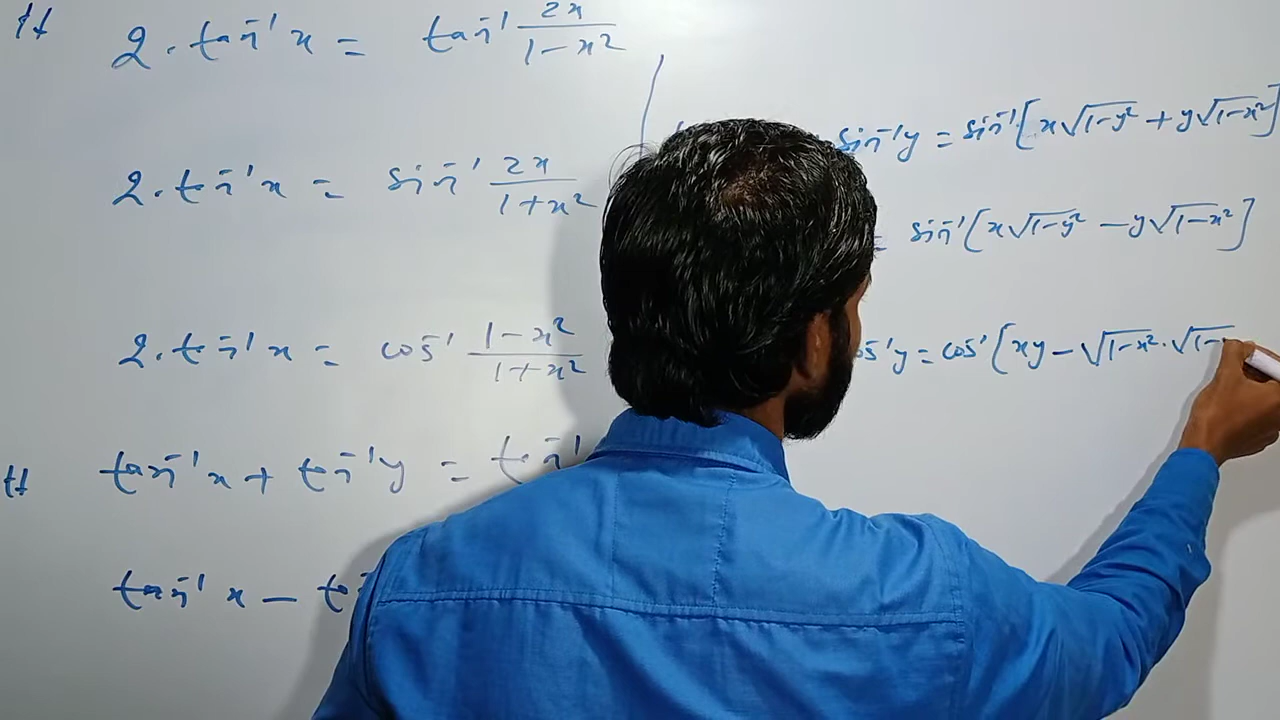 2 · tan⁻¹x = tan⁻¹ 2x / 1 - x²
2 · tan⁻¹x = sin⁻¹ 2x / 1 + x²
2 · tan⁻¹x = cos⁻¹ 1 - x² / 1 + x²
tan⁻¹x + tan⁻¹y = tan⁻¹
tan⁻¹x -
sin⁻¹y = sin⁻¹[x√1-y² + y√1-x²]
= sin⁻¹[x√1-y² - y√1-x²]
y = cos⁻¹[xy - √1-x² · √1-